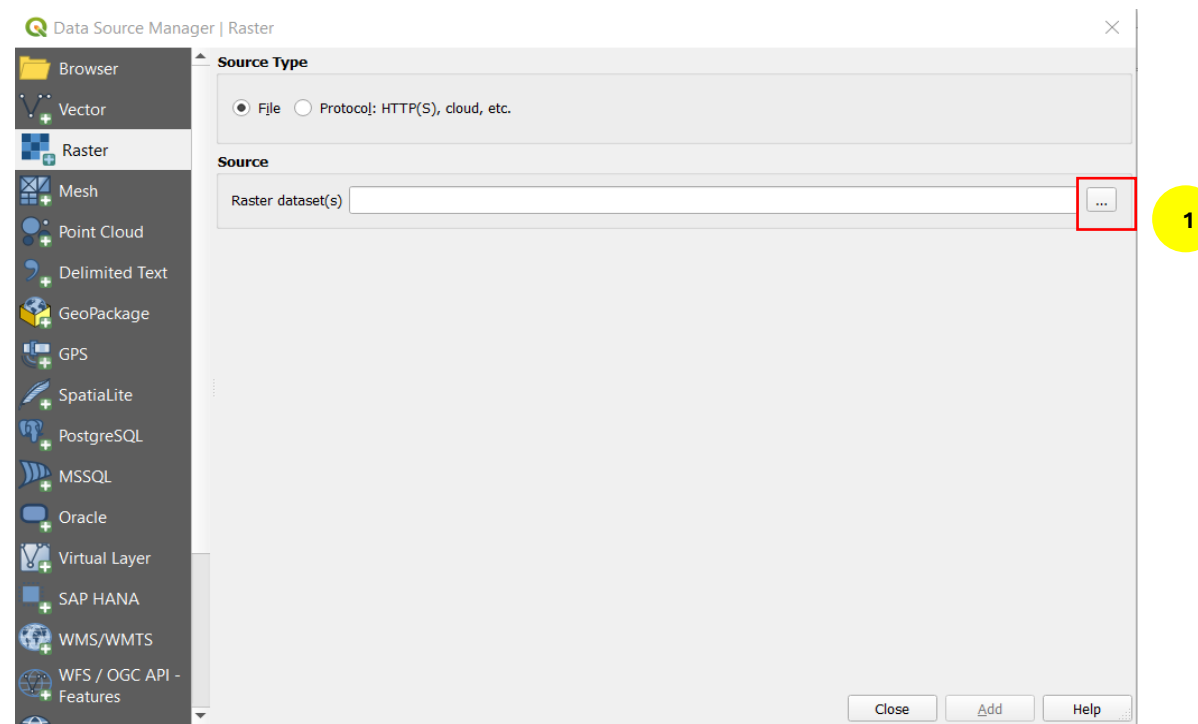 Data Source Manager | Raster
Browser
Vector
Raster
Mesh
Point Cloud
Delimited Text
GeoPackage
GPS
SpatiaLite
PostgreSQL
MSSQL
Oracle
Virtual Layer
SAP HANA
WMS/WMTS
WFS / OGC API -
Features
Source Type
File Protocol: HTTP(S), cloud, etc.
Source
Raster dataset(s) ...
1
Close Add Help